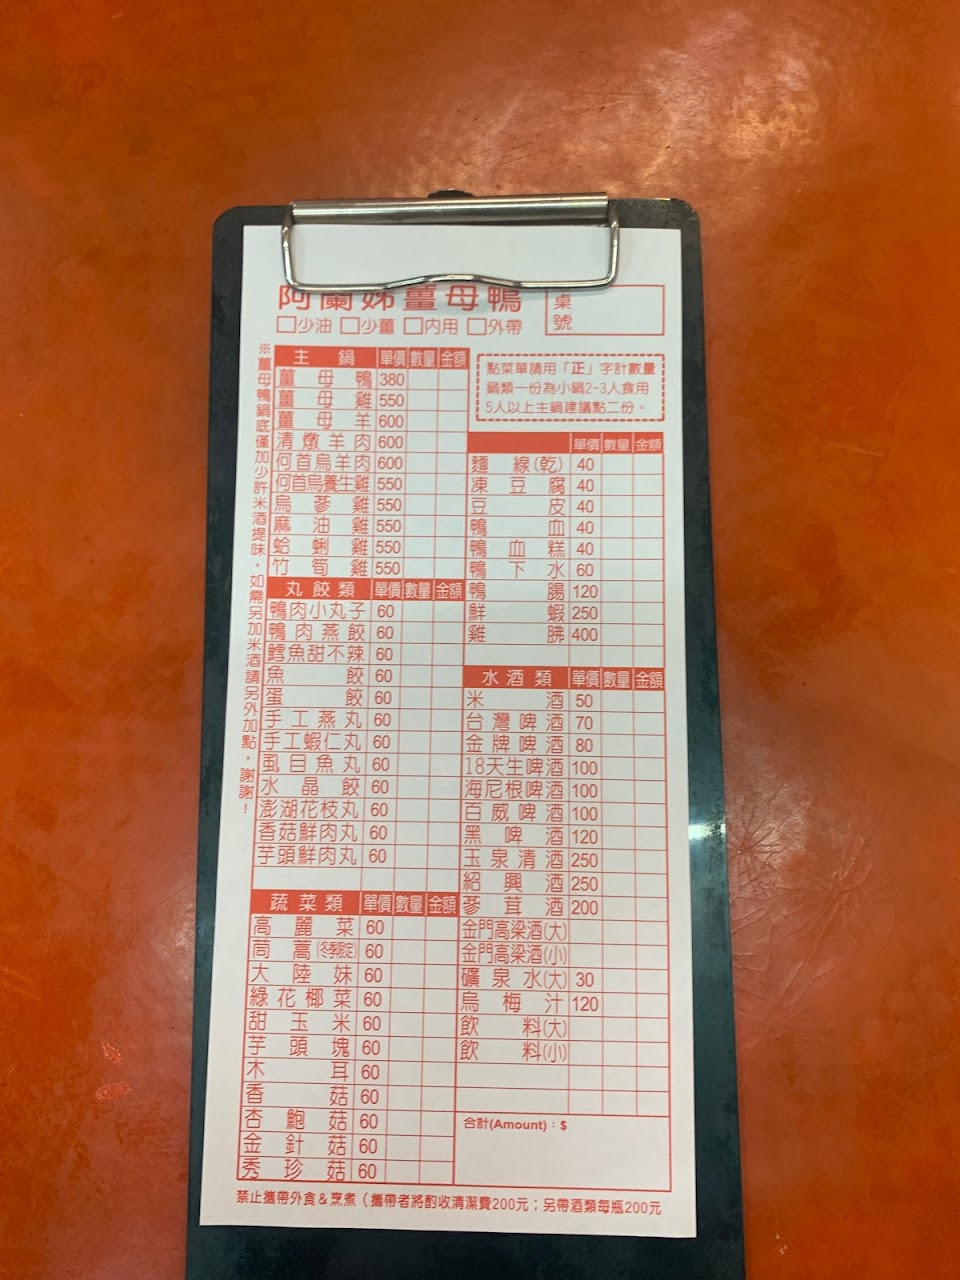 阿蘭姊薑母鴨
桌號
□少油 □少薑 □內用 □外帶
※薑母鴨鍋底僅加少許米酒提味，如需另加米酒請另外加點，謝謝！
主鍋 單價 數量 金額
薑母鴨 380
薑母雞 550
薑母羊 600
清燉羊肉 600
何首烏羊肉 600
何首烏養生雞 550
烏蔘雞 550
麻油雞 550
蛤蜊雞 550
竹筍雞 550
丸餃類 單價 數量 金額
鴨肉小丸子 60
鴨肉燕餃 60
鱈魚甜不辣 60
魚餃 60
蛋餃 60
手工燕丸 60
手工蝦仁丸 60
虱目魚丸 60
水晶餃 60
澎湖花枝丸 60
香菇鮮肉丸 60
芋頭鮮肉丸 60
蔬菜類 單價 數量 金額
高麗菜 60
茼蒿(冬季限定) 60
大陸妹 60
綠花椰菜 60
甜玉米 60
芋頭塊 60
木耳 60
香菇 60
杏鮑菇 60
金針菇 60
秀珍菇 60
點菜單請用「正」字計數量
鍋類一份為小鍋2-3人食用
5人以上主鍋建議點二份。
單價 數量 金額
麵線(乾) 40
凍豆腐 40
豆皮 40
鴨血 40
鴨血糕 40
鴨下水 60
鴨腸 120
鮮蝦 250
雞胇 400
水酒類 單價 數量 金額
米酒 50
台灣啤酒 70
金牌啤酒 80
18天生啤酒 100
海尼根啤酒 100
百威啤酒 100
黑啤酒 120
玉泉清酒 250
紹興酒 250
蔘茸酒 200
金門高梁酒(大)
金門高梁酒(小)
礦泉水(大) 30
烏梅汁 120
飲料(大)
飲料(小)
合計(Amount)：$
禁止攜帶外食＆烹煮（攜帶者將酌收清潔費200元；另帶酒類每瓶200元